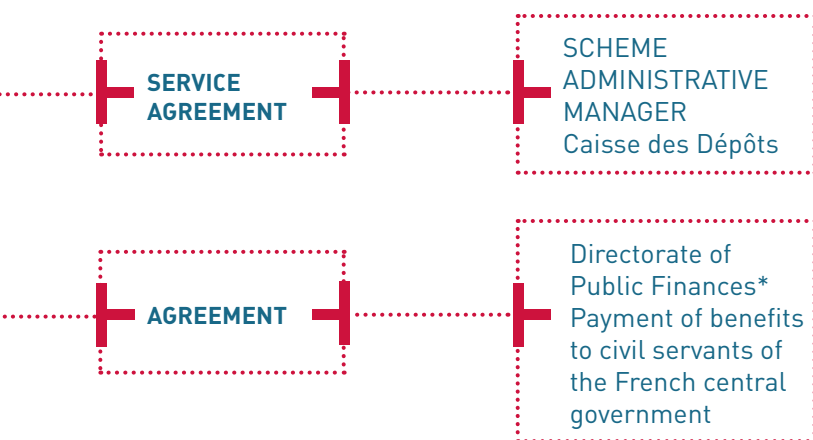 SERVICE
AGREEMENT
SCHEME
ADMINISTRATIVE
MANAGER
Caisse des Dépôts
AGREEMENT
Directorate of
Public Finances*
Payment of benefits
to civil servants of
the French central
government